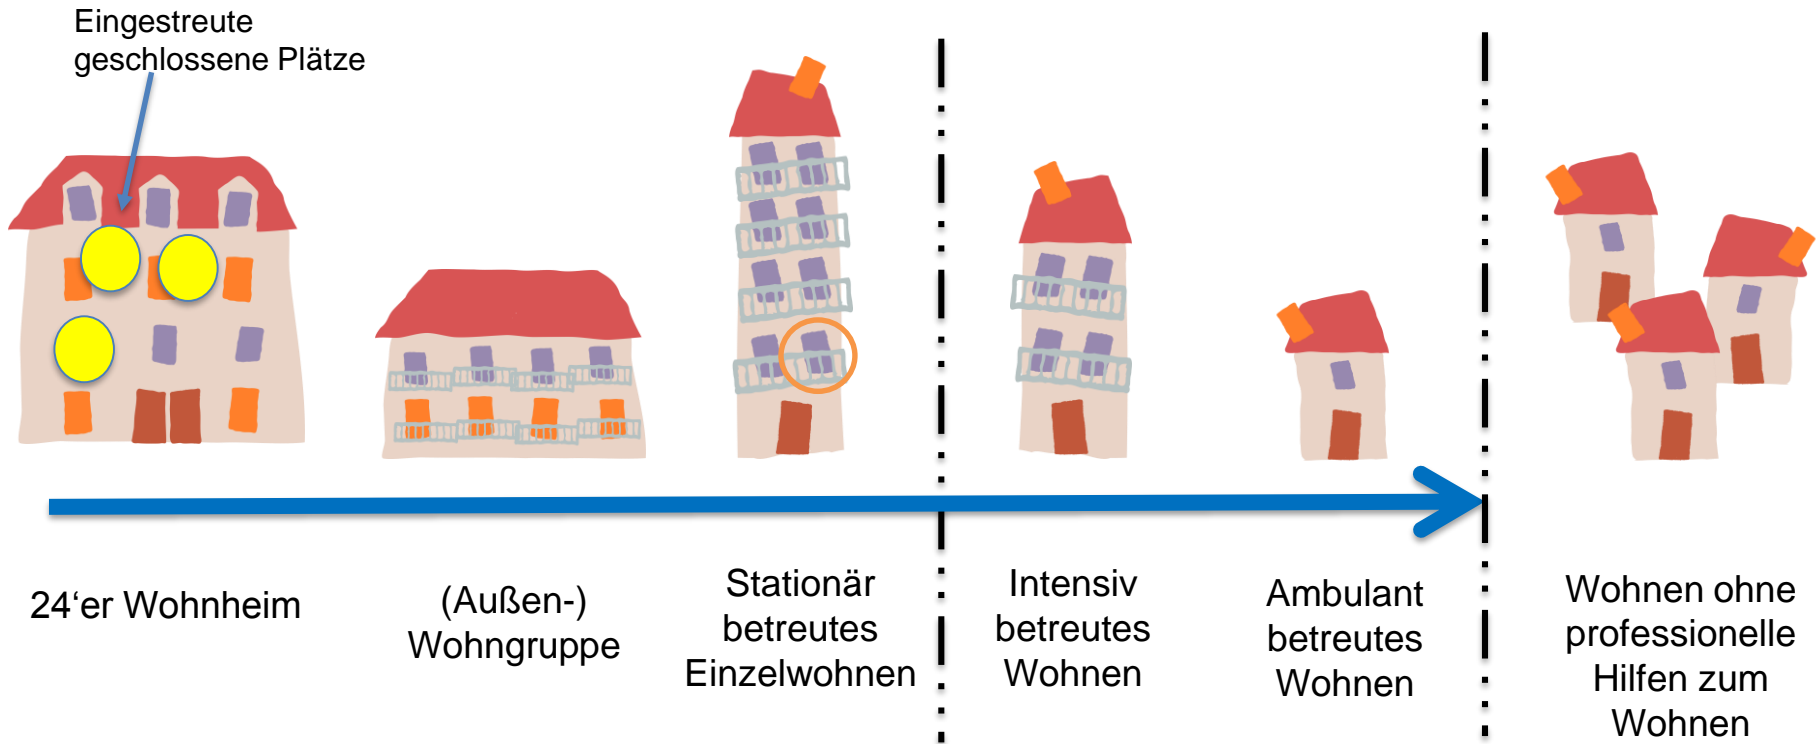 Eingestreute
geschlossene Plätze
24‘er Wohnheim
(Außen-)
Wohngruppe
Stationär
betreutes
Einzelwohnen
Intensiv
betreutes
Wohnen
Ambulant
betreutes
Wohnen
Wohnen ohne
professionelle
Hilfen zum
Wohnen